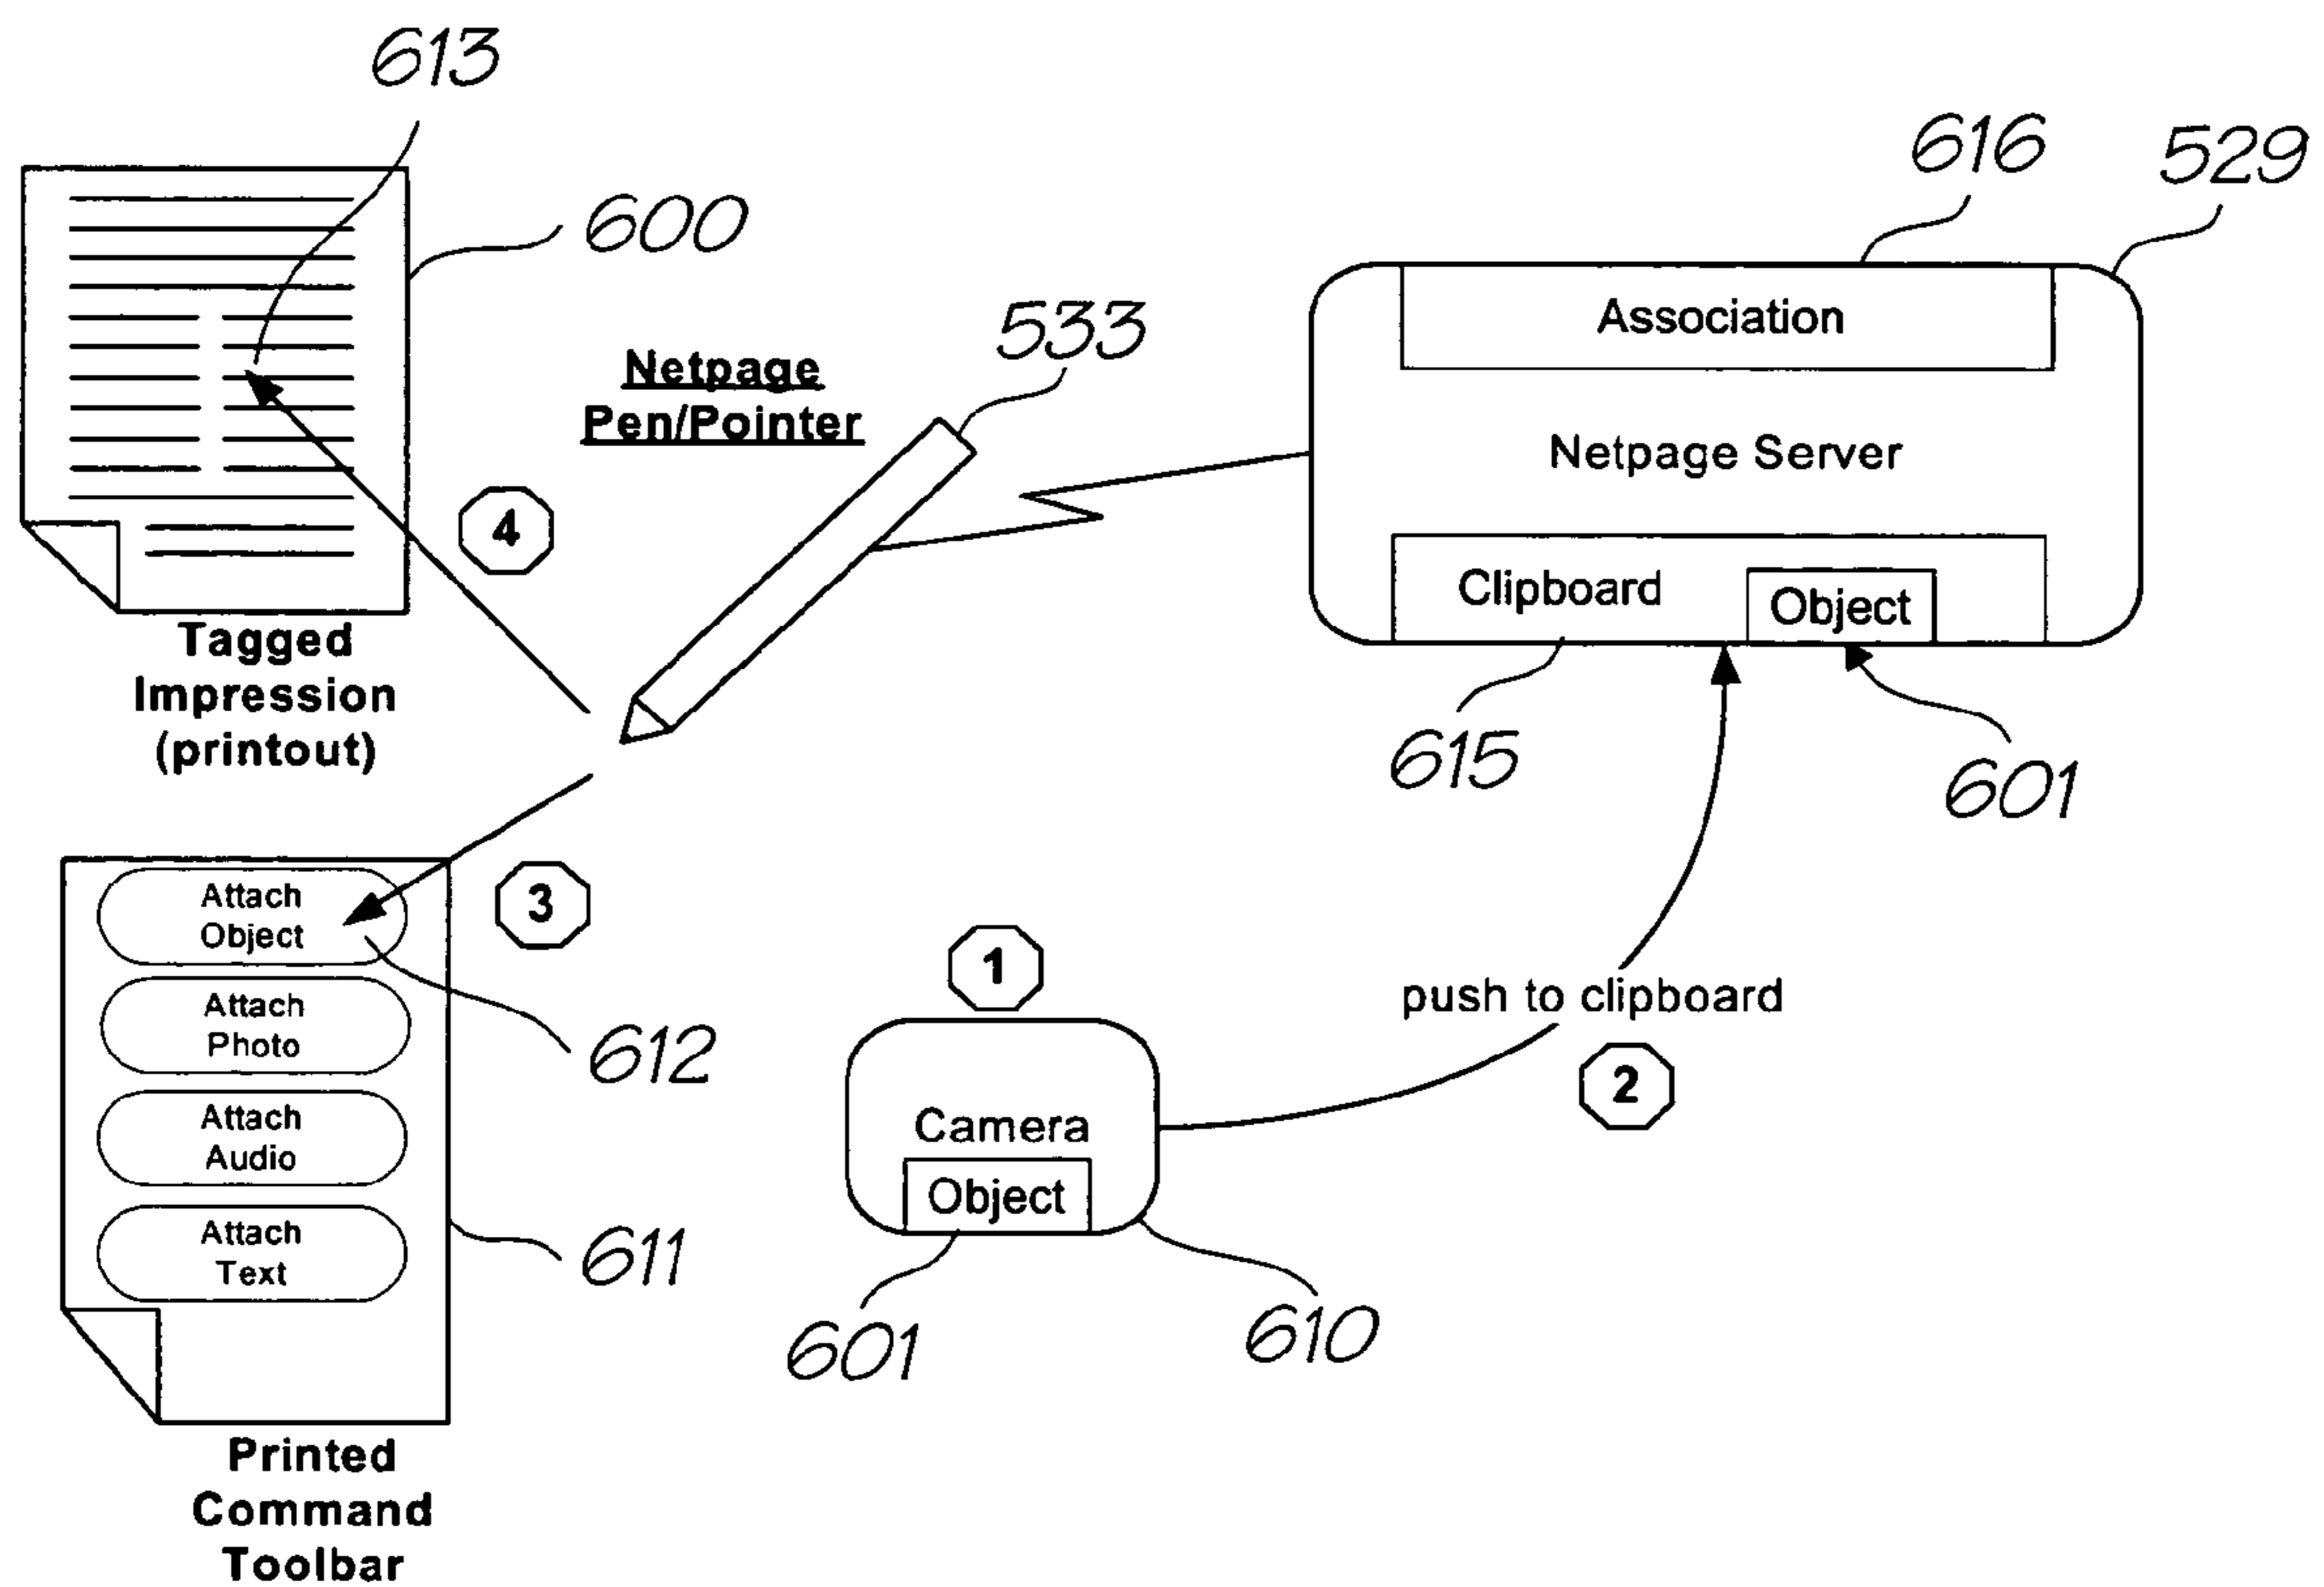 613
600
616
529
533
Netpage
Pen/Pointer
Association
Netpage Server
Clipboard
Object
4
Tagged
Impression
(printout)
615
601
3
Attach
Object
Attach
Photo
Attach
Audio
Attach
Text
612
611
Printed
Command
Toolbar
1
Camera
Object
601
610
push to clipboard
2